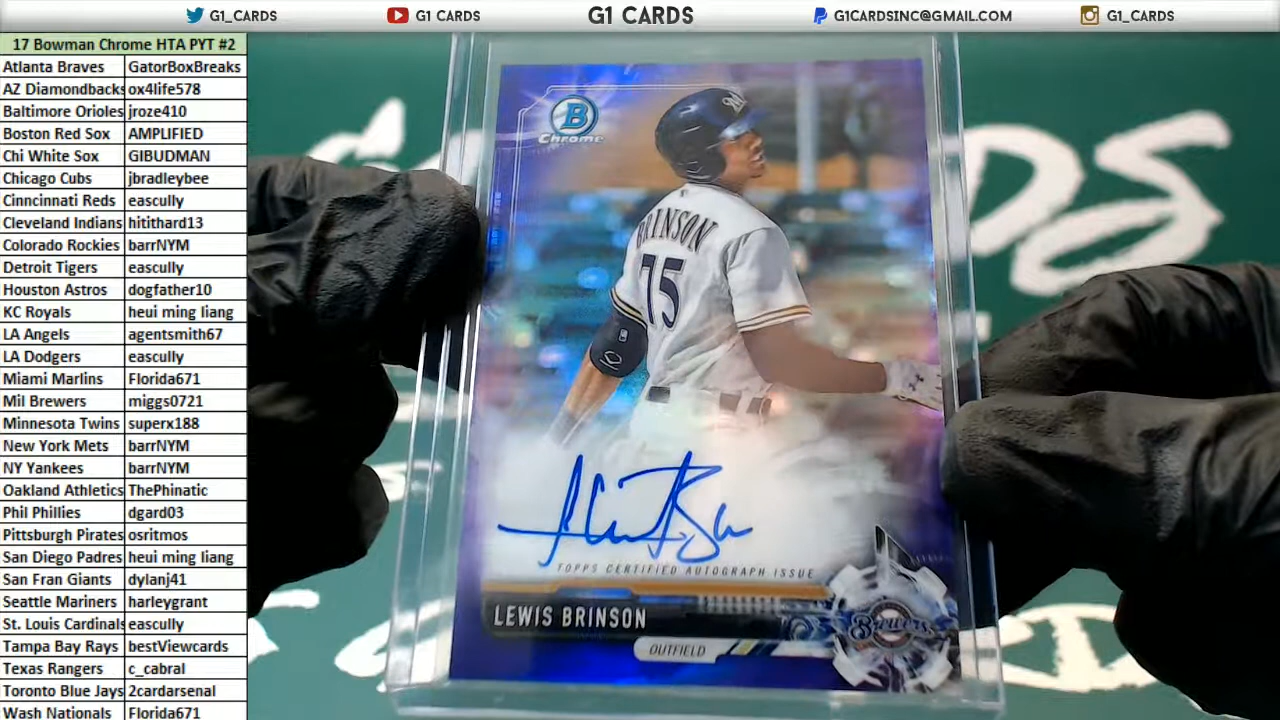 G1_CARDS
G1 CARDS
G1 CARDS
G1CARDSINC@GMAIL.COM
G1_CARDS
17 Bowman Chrome HTA PYT #2
Atlanta Braves GatorBoxBreaks
AZ Diamondbacks ox4life578
Baltimore Orioles jroze410
Boston Red Sox AMPLIFIED
Chi White Sox GIBUDMAN
Chicago Cubs jbradleybee
Cinncinnati Reds eascully
Cleveland Indians hitithard13
Colorado Rockies barrNYM
Detroit Tigers eascully
Houston Astros dogfather10
KC Royals heui ming liang
LA Angels agentsmith67
LA Dodgers eascully
Miami Marlins Florida671
Mil Brewers miggs0721
Minnesota Twins superx188
New York Mets barrNYM
NY Yankees barrNYM
Oakland Athletics ThePhinatic
Phil Phillies dgard03
Pittsburgh Pirates osritmos
San Diego Padres heui ming liang
San Fran Giants dylanj41
Seattle Mariners harleygrant
St. Louis Cardinals eascully
Tampa Bay Rays bestViewcards
Texas Rangers c_cabral
Toronto Blue Jays 2cardarsenal
Wash Nationals Florida671
B
Chrome
M
BRINSON
75
TOPPS CERTIFIED AUTOGRAPH ISSUE
LEWIS BRINSON
OUTFIELD
Brewers